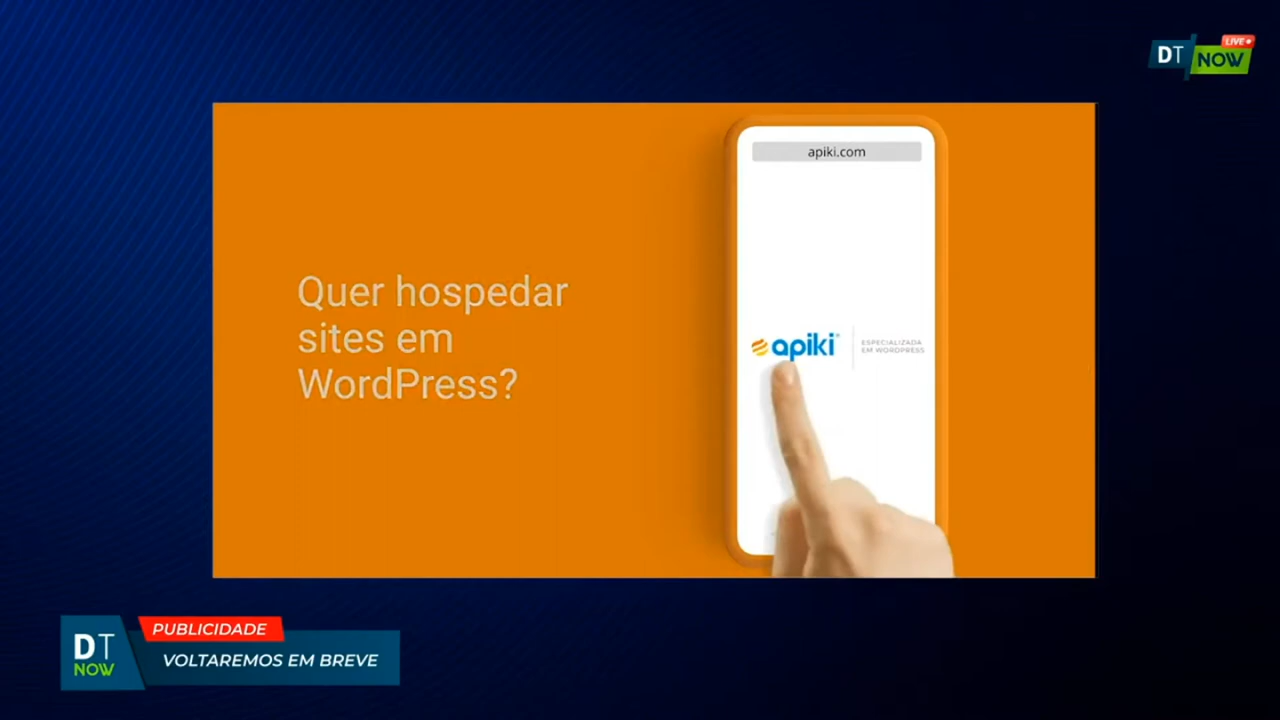 DT NOW LIVE
apiki.com
Quer hospedar
sites em
WordPress?
apiki
ESPECIALIZADA
EM WORDPRESS
DT
NOW
PUBLICIDADE
VOLTAREMOS EM BREVE